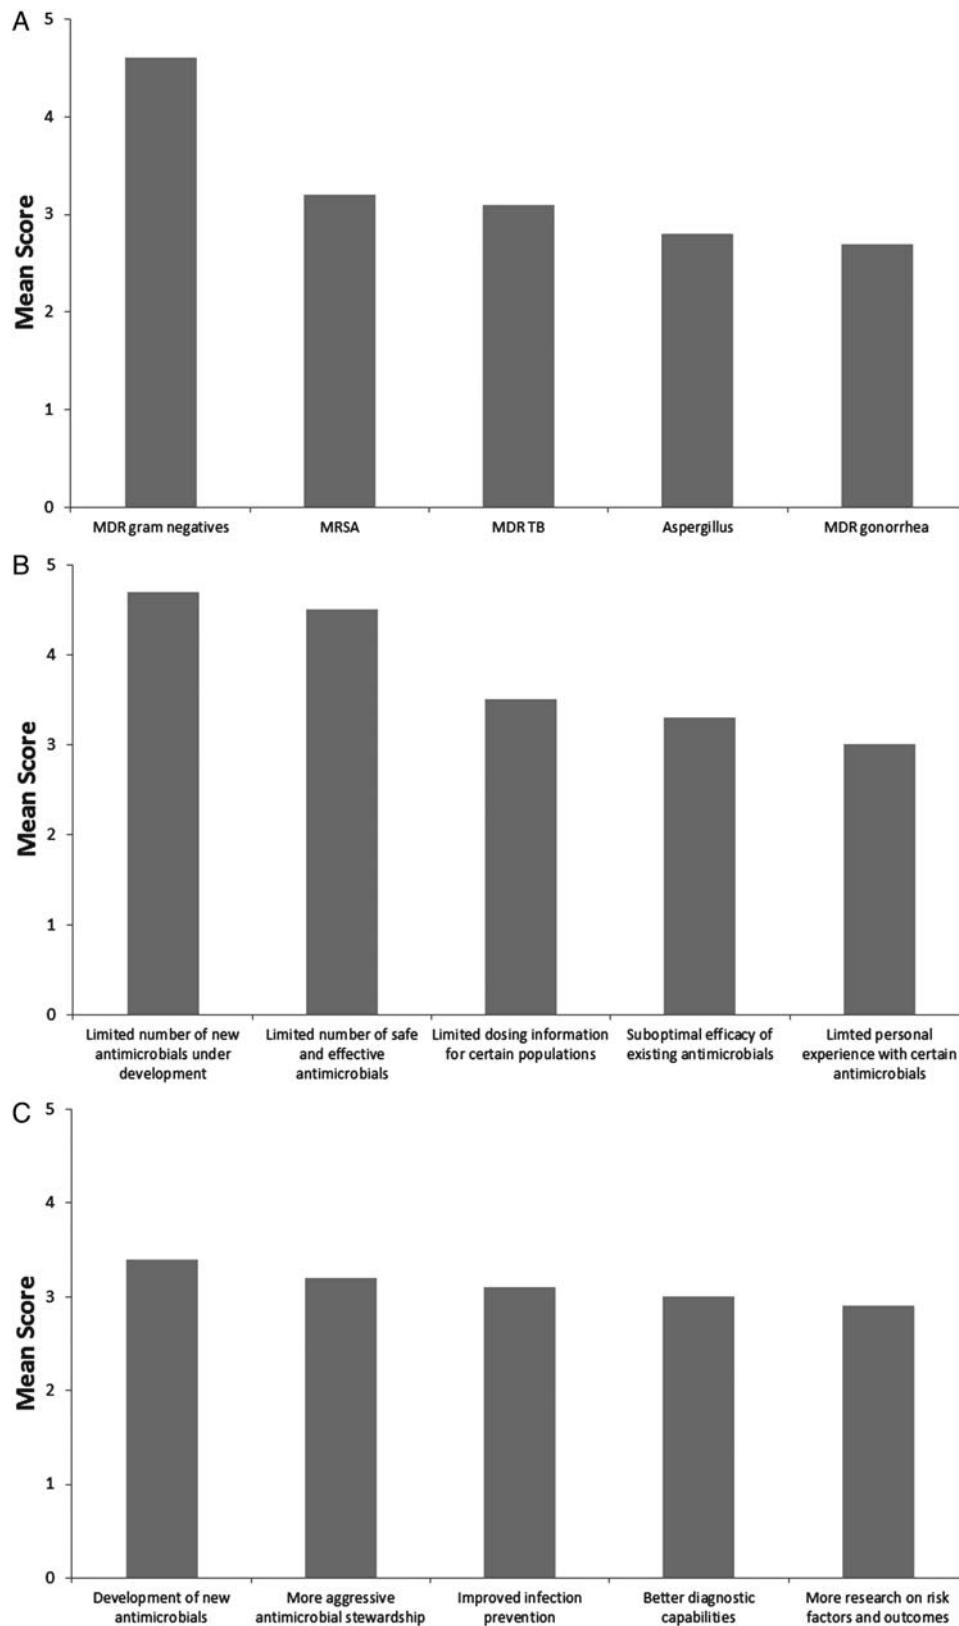 A
5
4
3
2
1
0
Mean Score
MDR gram negatives
MRSA
MDR TB
Aspergillus
MDR gonorrhea
B
5
4
3
2
1
0
Mean Score
Limited number of new
antimicrobials under
development
Limited number of safe
and effective
antimicrobials
Limited dosing information
for certain populations
Suboptimal efficacy of
existing antimicrobials
Limted personal
experience with certain
antimicrobials
C
5
4
3
2
1
0
Mean Score
Development of new
antimicrobials
More aggressive
antimicrobial stewardship
Improved infection
prevention
Better diagnostic
capabilities
More research on risk
factors and outcomes